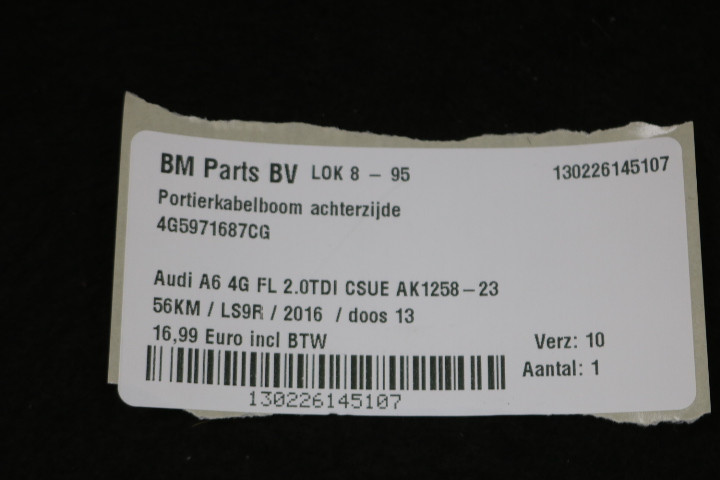 BM Parts BV LOK 8 - 95 130226145107
Portierkabelboom achterzijde
4G5971687CG
Audi A6 4G FL 2.0TDI CSUE AK1258-23
56KM / LS9R / 2016 / doos 13
16,99 Euro incl BTW Verz: 10
Aantal: 1
130226145107